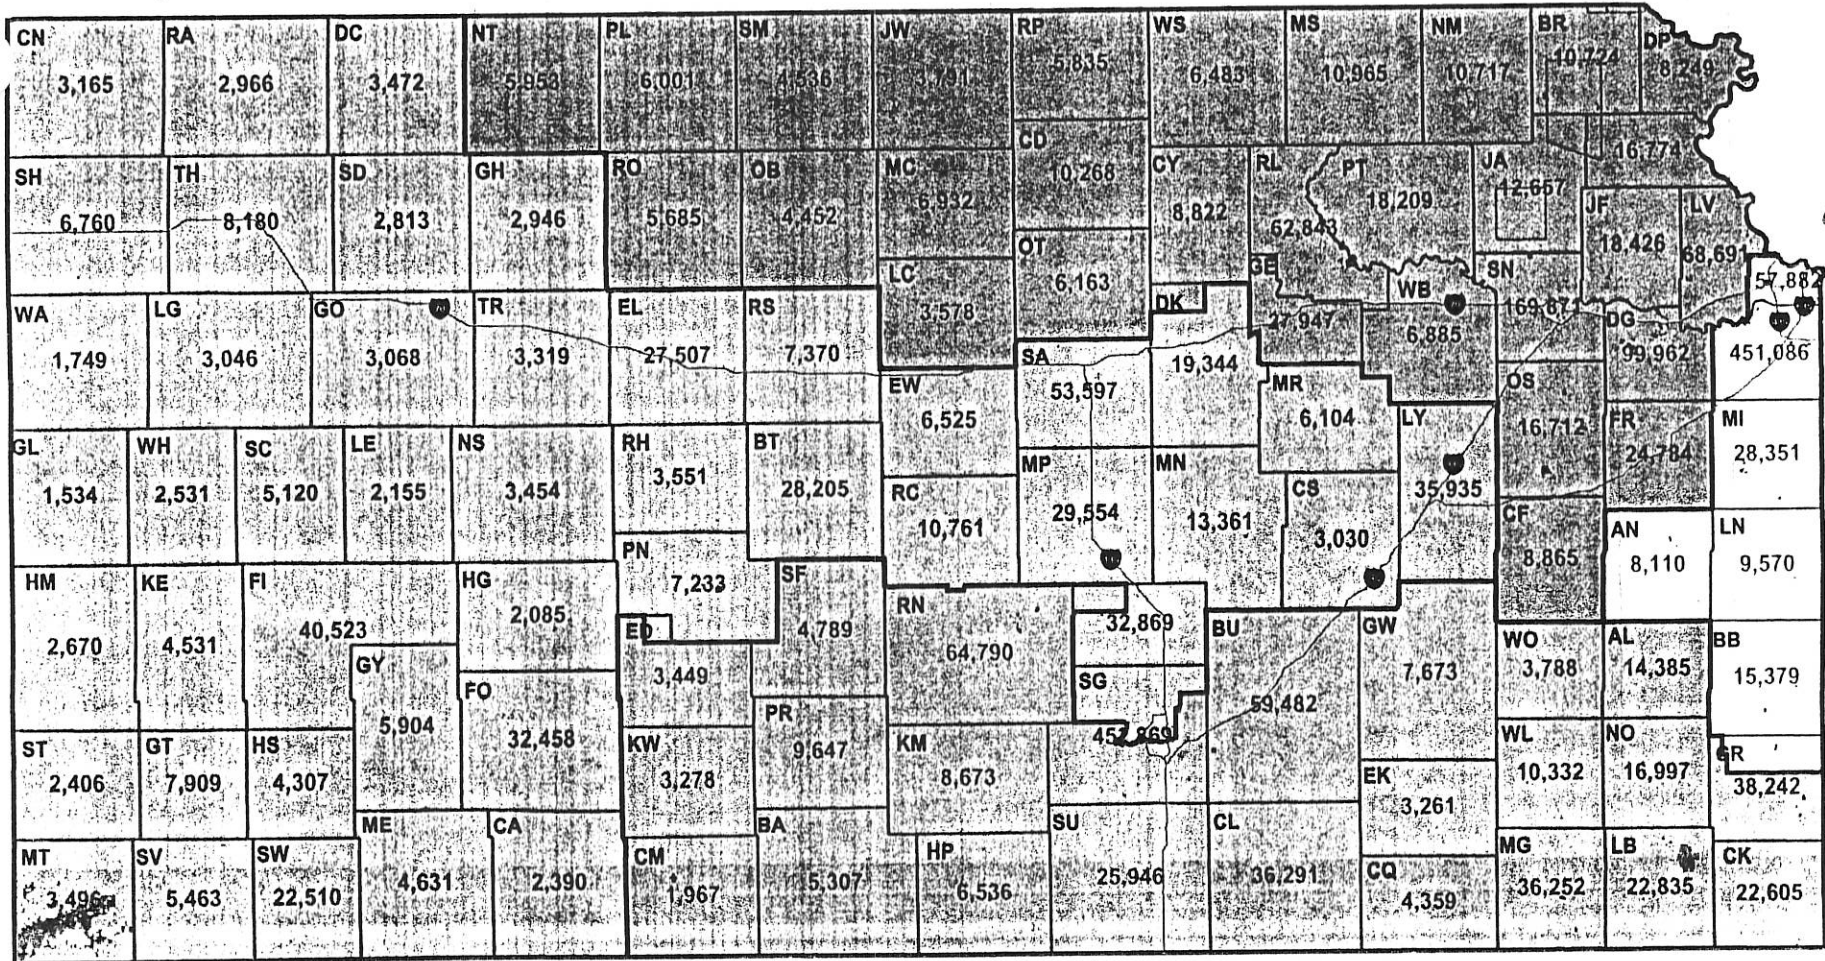 CN
3,165
RA
2,966
DC
3,472
NT
5,953
PL
6,001
SM
4,536
JW
3,791
RP
5,835
WS
6,483
MS
10,965
NM
10,717
BR
10,724
DP
8,249
16,774
SH
6,760
TH
8,180
SD
2,813
GH
2,946
RO
5,685
OB
4,452
MC
6,932
CD
10,268
CY
8,822
RL
62,843
PT
18,209
JA
12,657
JF
18,426
LV
68,691
57,882
WA
1,749
LG
3,046
GO
3,068
TR
3,319
EL
27,507
RS
7,370
LC
3,578
OT
6,163
DK
19,344
GE
27,947
WB
6,885
SN
169,871
DG
99,962
451,086
SA
53,597
EW
6,525
MR
6,104
LY
35,935
OS
16,712
FR
24,784
MI
28,351
GL
1,534
WH
2,531
SC
5,120
LE
2,155
NS
3,454
RH
3,551
BT
28,205
RC
10,761
MP
29,554
MN
13,361
CS
3,030
CF
8,865
AN
8,110
LN
9,570
HM
2,670
KE
4,531
FI
40,523
HG
2,085
PN
7,233
SF
4,789
ED
3,449
RN
64,790
32,869
BU
59,482
GW
7,673
WO
3,788
AL
14,385
BB
15,379
GY
5,904
FO
32,458
PR
9,647
SG
ST
2,406
GT
7,909
HS
4,307
KW
3,278
KM
8,673
EK
3,261
WL
10,332
NO
16,997
38,242
MT
SV
5,463
SW
22,510
ME
4,631
CA
2,390
CM
1,967
BA
5,307
HP
6,536
SU
25,946
CL
36,291
CQ
4,359
MG
36,252
LB
22,835
CK
22,605